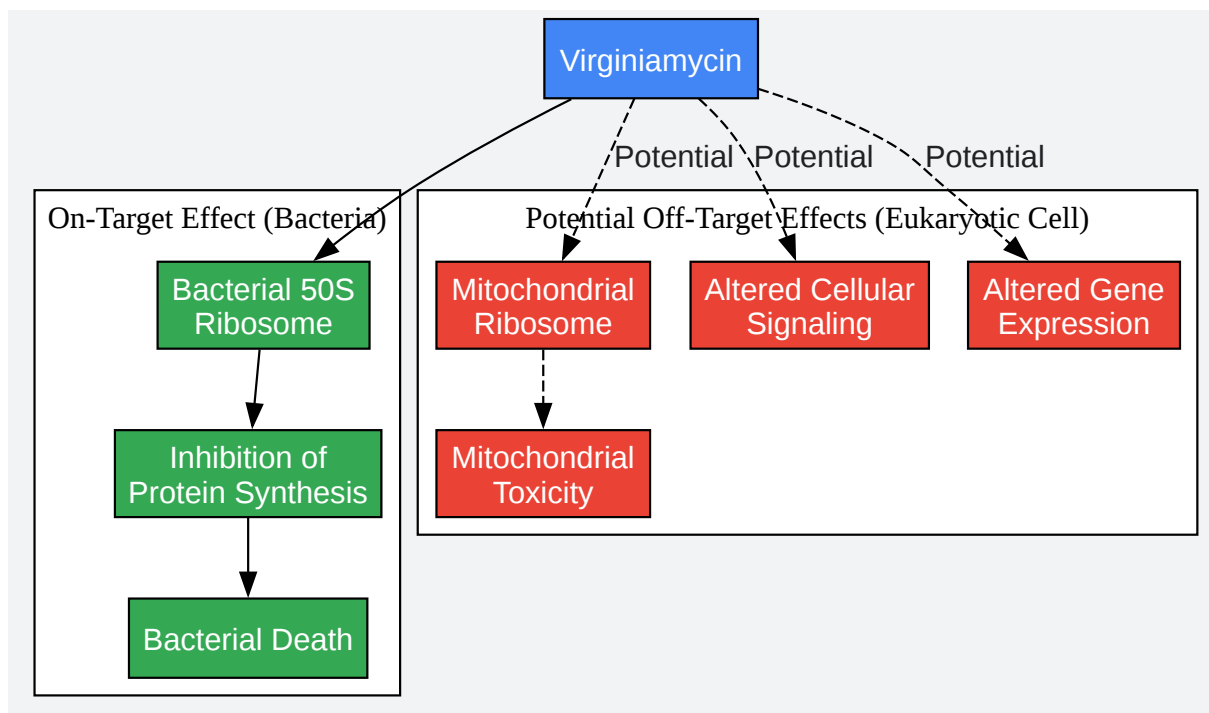 Virginiamycin
Potential
Potential
Potential
On-Target Effect (Bacteria)
Potential Off-Target Effects (Eukaryotic Cell)
Bacterial 50S
Ribosome
Mitochondrial
Ribosome
Altered Cellular
Signaling
Altered Gene
Expression
Inhibition of
Protein Synthesis
Mitochondrial
Toxicity
Bacterial Death